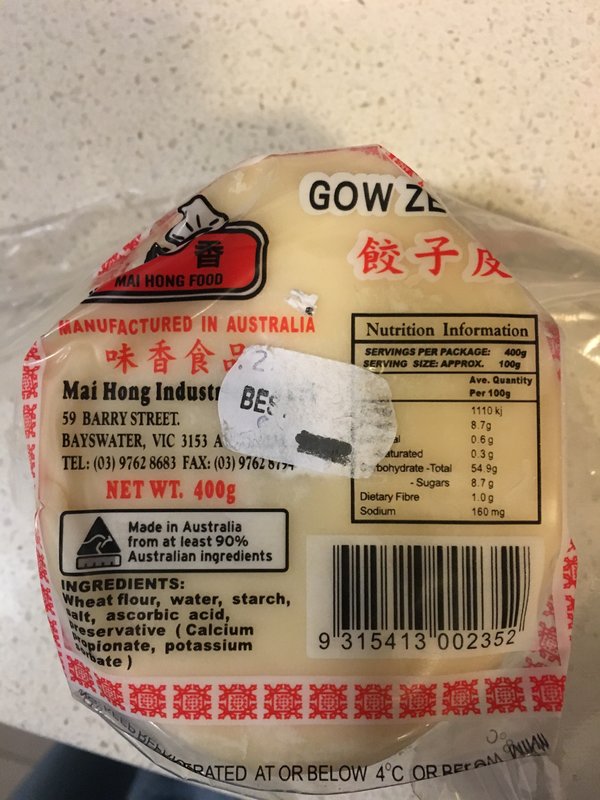 GOW ZE
香
MAI HONG FOOD
餃子皮
MANUFACTURED IN AUSTRALIA
味香食品
Mai Hong
59 BARRY STREET.
BAYSWATER, VIC 3153
TEL: (03) 9762 8683 FAX: (03) 9762
NET WT. 400g
Made in Australia
from at least 90%
Australian ingredients
INGREDIENTS:
Wheat flour, water, starch,
salt, ascorbic acid,
preservative ( Calcium
propionate, potassium
sorbate )
2
BES
Nutrition Information
SERVINGS PER PACKAGE: 400g
SERVING SIZE: APPROX. 100g
Ave. Quantity
Per 100g
1110 kj
8.7g
0.6 g
0.3 g
Carbohydrate -Total 54.9g
- Sugars 8.7 g
Dietary Fibre 1.0 g
Sodium 160 mg
9 315413 002352
AT OR BELOW 4°C OR